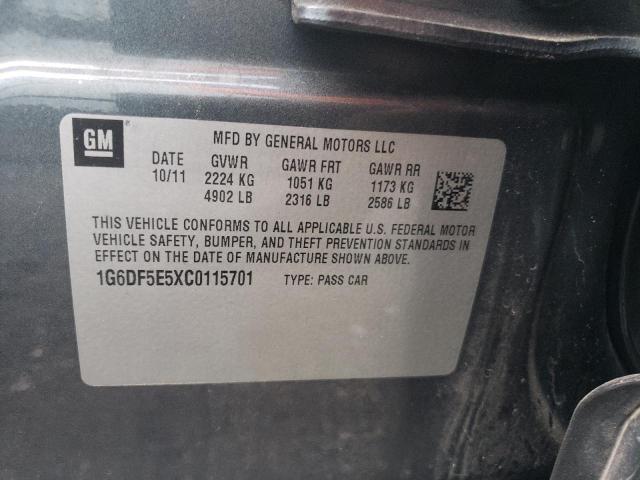 GM
MFD BY GENERAL MOTORS LLC
DATE GVWR GAWR FRT GAWR RR
10/11 2224 KG 1051 KG 1173 KG
4902 LB 2316 LB 2586 LB
THIS VEHICLE CONFORMS TO ALL APPLICABLE U.S. FEDERAL MOTOR
VEHICLE SAFETY, BUMPER, AND THEFT PREVENTION STANDARDS IN
EFFECT ON THE DATE OF MANUFACTURE SHOWN ABOVE.
1G6DF5E5XC0115701 TYPE: PASS CAR